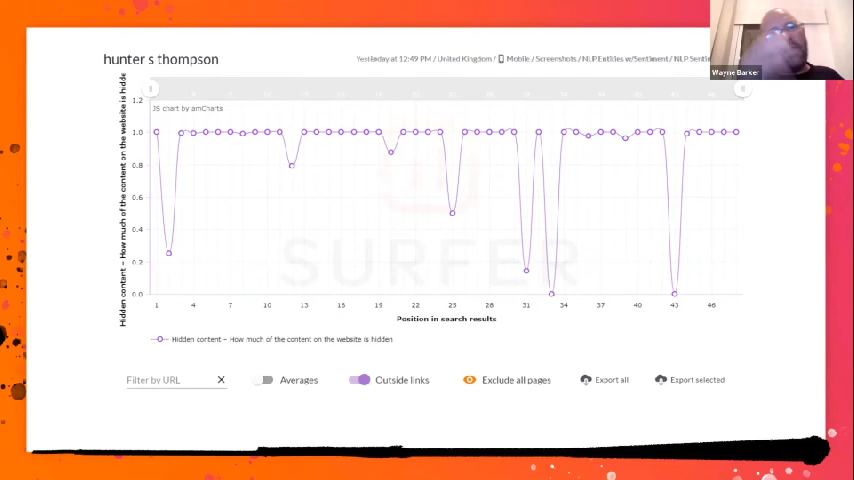 hunter s thompson
Yesterday at 12:49 PM / United Kingdom / Mobile / Screenshots / NLP Entities w/Sentiment / NLP Sentim
Wayne Barker
Hidden content – How much of the content on the website is hidde
JS chart by amCharts
1.2
1.0
0.8
0.6
0.4
0.2
0.0
SURFER
1 4 7 10 13 16 19 22 25 28 31 34 37 40 43 46
Position in search results
Hidden content – How much of the content on the website is hidden
Filter by URL X Averages Outside links Exclude all pages Export all Export selected